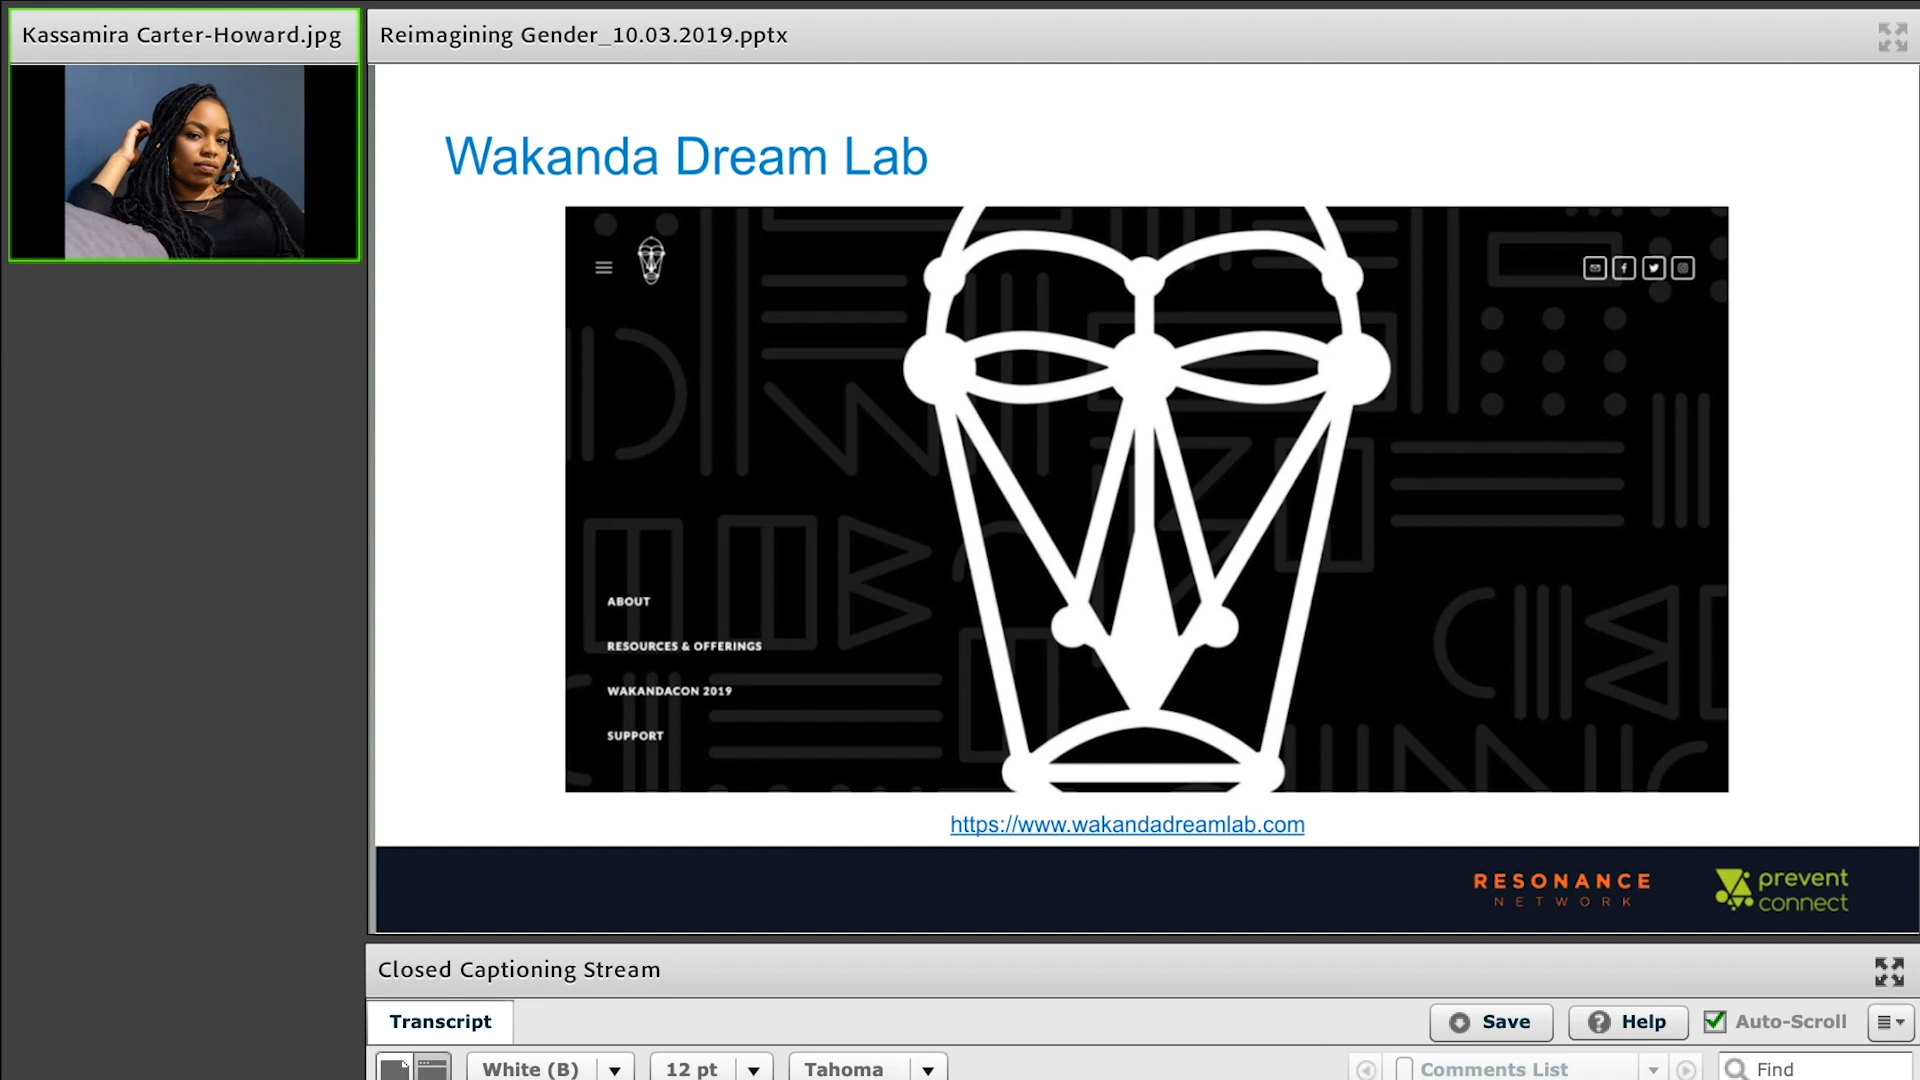 Kassamira Carter-Howard.jpg
Reimagining Gender_10.03.2019.pptx
Wakanda Dream Lab
ABOUT
RESOURCES & OFFERINGS
WAKANDACON 2019
SUPPORT
https://www.wakandadreamlab.com
RESONANCE
NETWORK
prevent
connect
Closed Captioning Stream
Transcript
Save
Help
Auto-Scroll
White (B)
12 pt
Tahoma
Comments List
Find